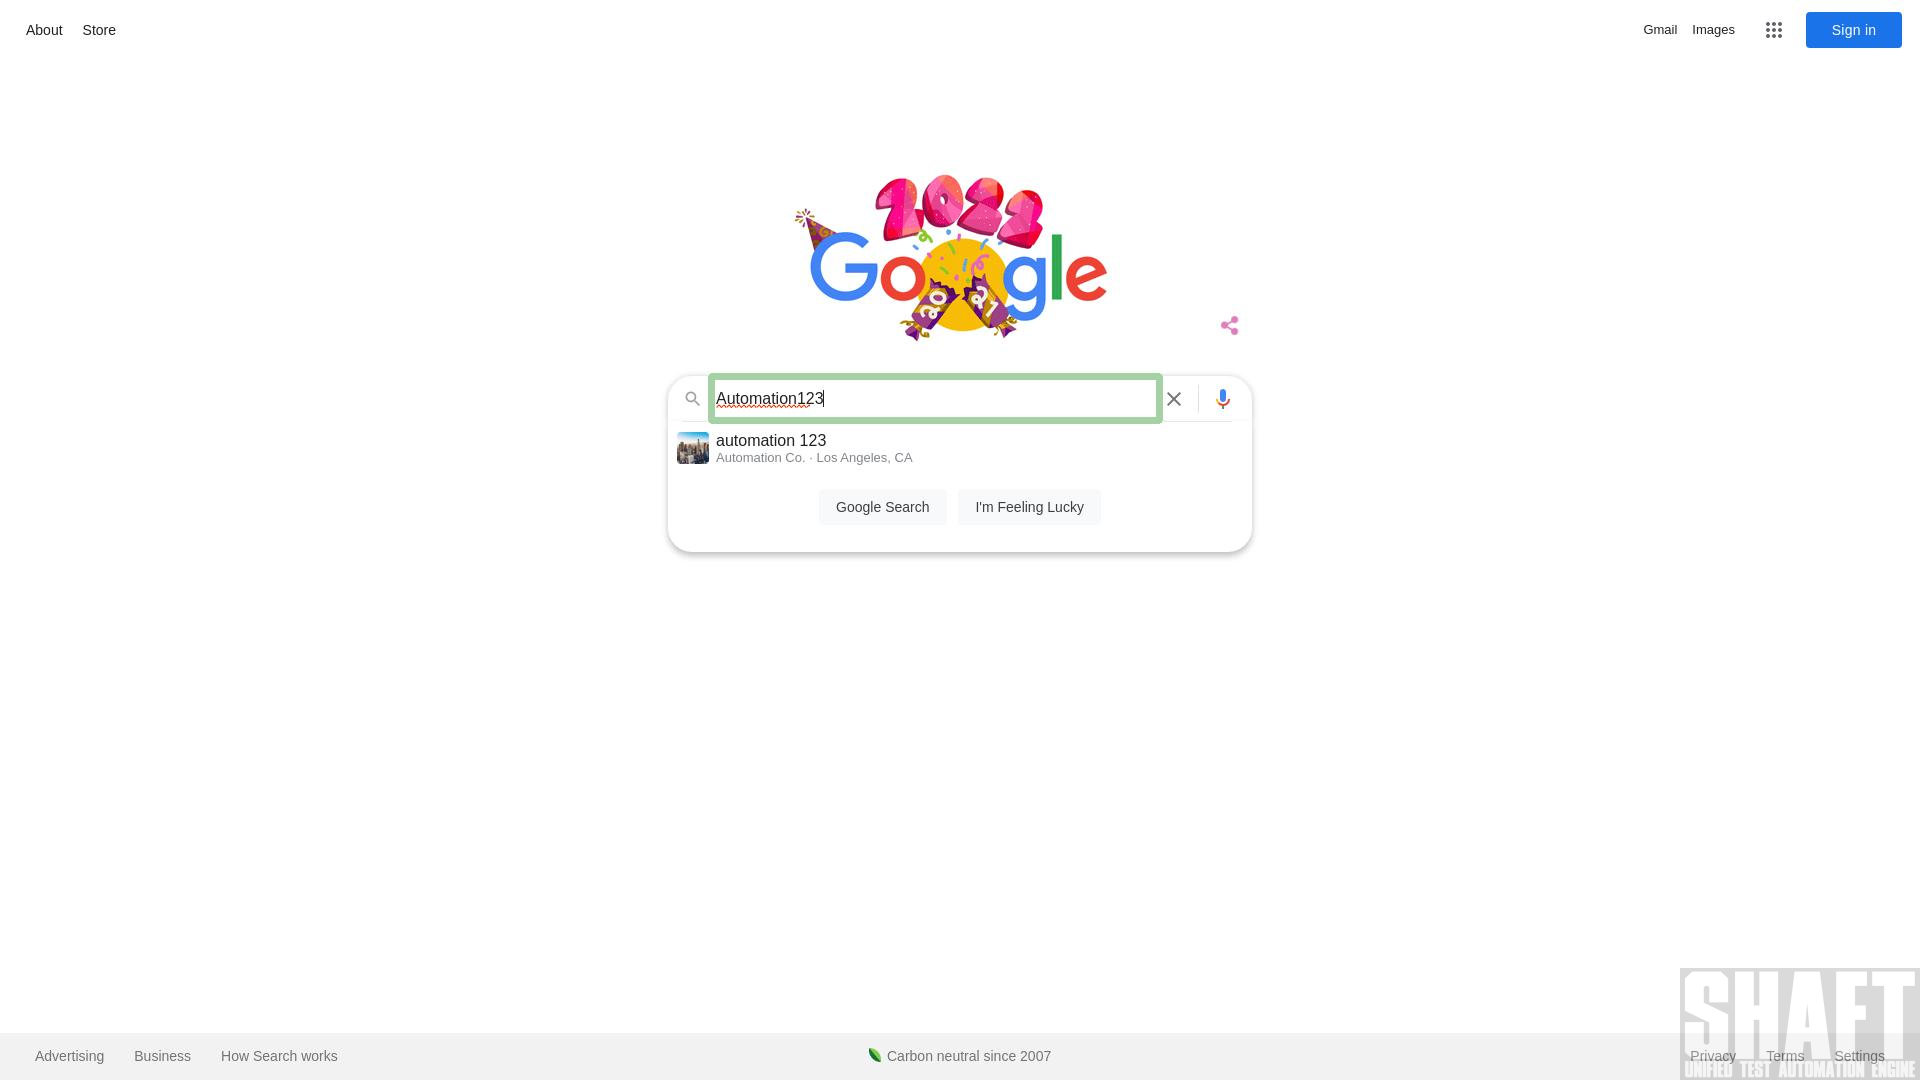 About Store
Gmail Images Sign in
2022
Google
Automation123
automation 123
Automation Co. · Los Angeles, CA
Google Search I'm Feeling Lucky
Advertising Business How Search works
Carbon neutral since 2007
Privacy Terms Settings
SHAFT
UNIFIED TEST AUTOMATION ENGINE